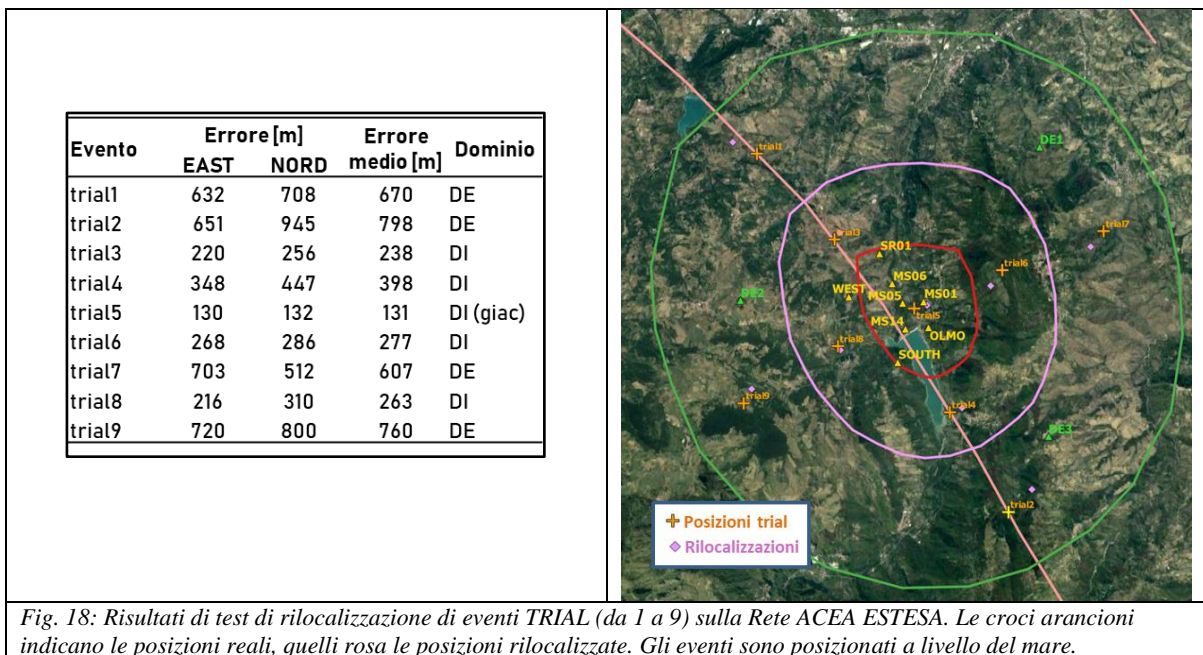 Evento Errore [m] Errore medio [m] Dominio
EAST NORD
trial1 632 708 670 DE
trial2 651 945 798 DE
trial3 220 256 238 DI
trial4 348 447 398 DI
trial5 130 132 131 DI (giac)
trial6 268 286 277 DI
trial7 703 512 607 DE
trial8 216 310 263 DI
trial9 720 800 760 DE
DE1
trial1
trial7
trial3
SR01
trial6
MS06
WEST
DE2
MS05
MS01
trial5
MS14
OLMO
trial8
SOUTH
trial9
trial4
DE3
trial2
Posizioni trial
Rilocalizzazioni
Fig. 18: Risultati di test di rilocalizzazione di eventi TRIAL (da 1 a 9) sulla Rete ACEA ESTESA. Le croci arancioni
indicano le posizioni reali, quelli rosa le posizioni rilocalizzate. Gli eventi sono posizionati a livello del mare.